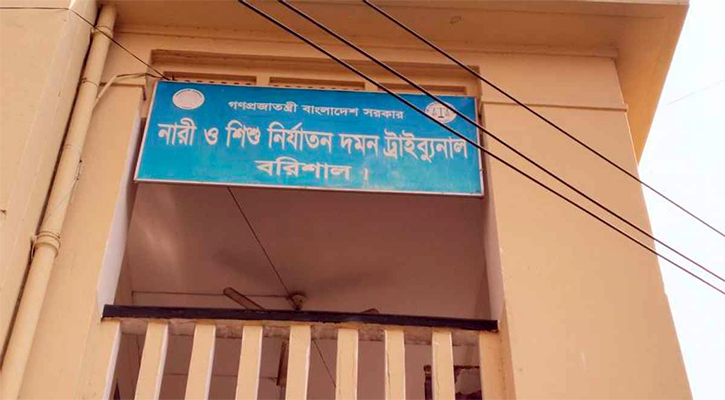 গণপ্রজাতন্ত্রী বাংলাদেশ সরকার
নারী ও শিশু নির্যাতন দমন ট্রাইব্যুনাল
বরিশাল।